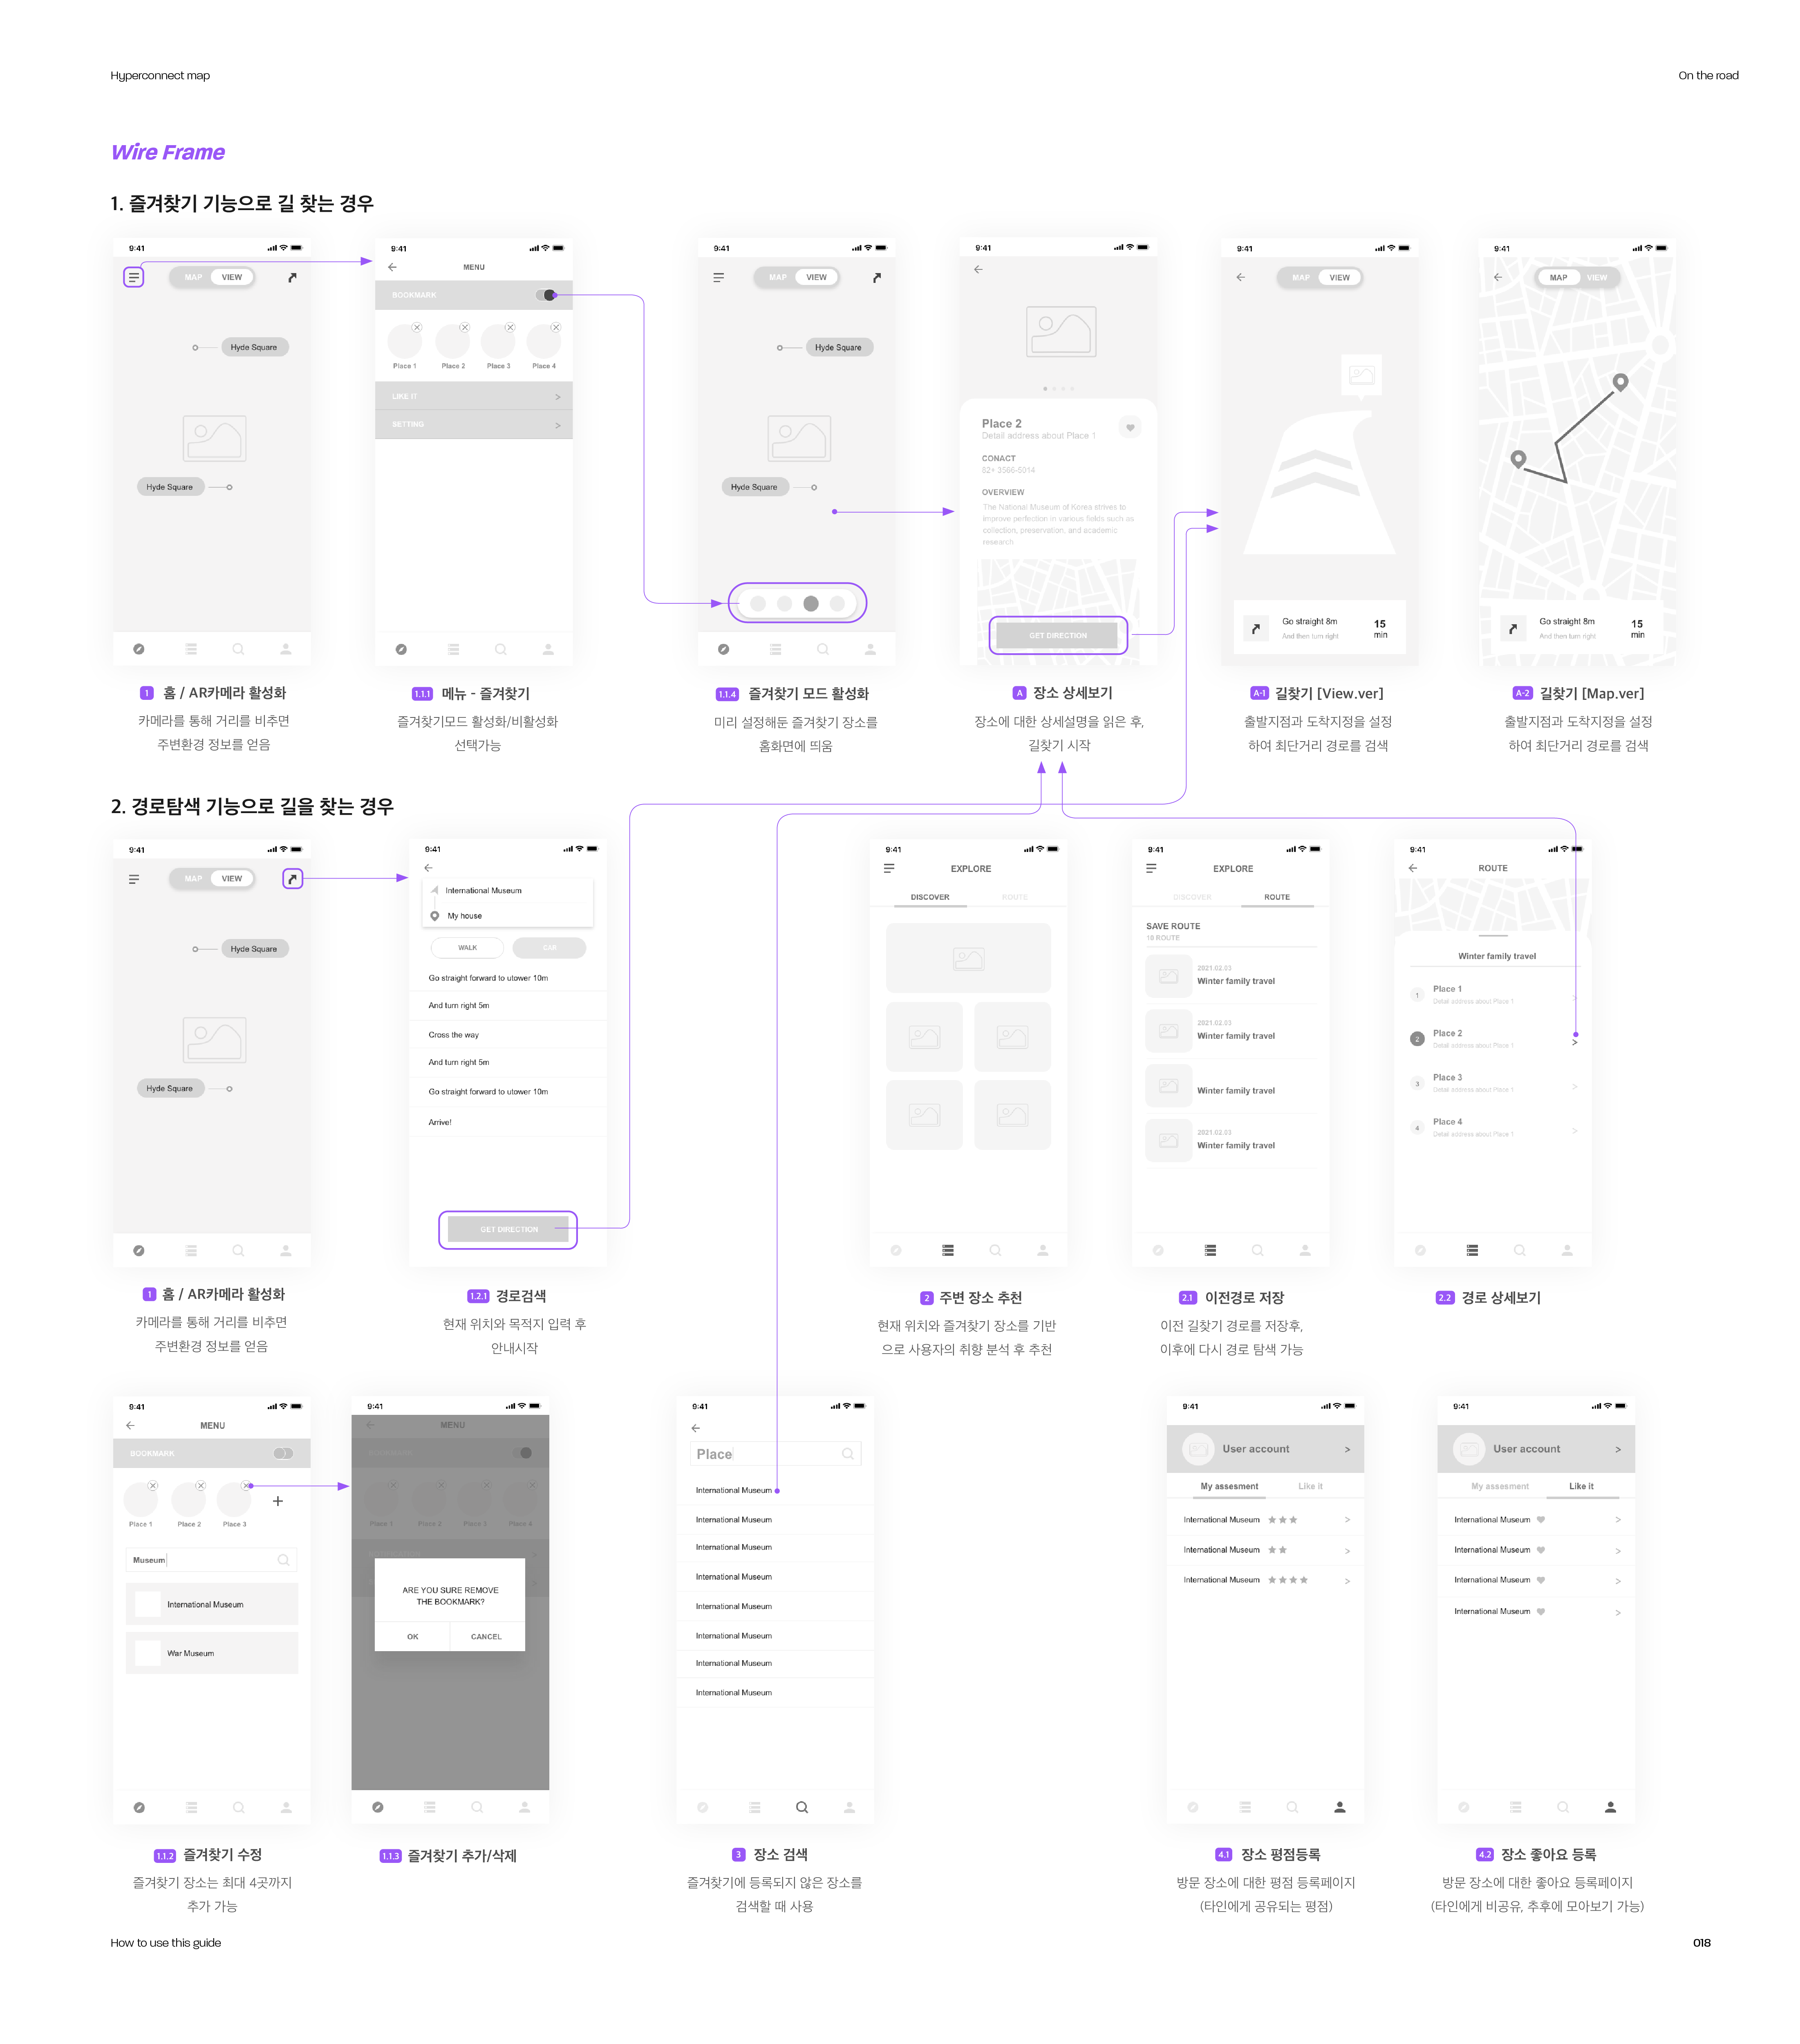 Hyperconnect map
On the road
Wire Frame
1. 즐겨찾기 기능으로 길 찾는 경우
9:41
MAP VIEW
Hyde Square
Hyde Square
1 홈 / AR카메라 활성화
카메라를 통해 거리를 비추면
주변환경 정보를 얻음
9:41
MENU
BOOKMARK
Place 1 Place 2 Place 3 Place 4
LIKE IT
SETTING
1.1.1 메뉴 - 즐겨찾기
즐겨찾기모드 활성화/비활성화
선택가능
9:41
MAP VIEW
Hyde Square
Hyde Square
1.1.4 즐겨찾기 모드 활성화
미리 설정해둔 즐겨찾기 장소를
홈화면에 띄움
9:41
Place 2
Detail address about Place 1
CONACT
82+ 3566-5014
OVERVIEW
The National Museum of Korea strives to
improve perfection in various fields such as
collection, preservation, and academic
research
GET DIRECTION
A 장소 상세보기
장소에 대한 상세설명을 읽은 후,
길찾기 시작
9:41
MAP VIEW
Go straight 8m
And then turn right
15
min
A-1 길찾기 [View.ver]
출발지점과 도착지정을 설정
하여 최단거리 경로를 검색
9:41
MAP VIEW
Go straight 8m
And then turn right
15
min
A-2 길찾기 [Map.ver]
출발지점과 도착지정을 설정
하여 최단거리 경로를 검색
2. 경로탐색 기능으로 길을 찾는 경우
9:41
MAP VIEW
Hyde Square
Hyde Square
1 홈 / AR카메라 활성화
카메라를 통해 거리를 비추면
주변환경 정보를 얻음
9:41
International Museum
My house
WALK CAR
Go straight forward to utower 10m
And turn right 5m
Cross the way
And turn right 5m
Go straight forward to utower 10m
Arrive!
GET DIRECTION
1.2.1 경로검색
현재 위치와 목적지 입력 후
안내시작
9:41
EXPLORE
DISCOVER ROUTE
2 주변 장소 추천
현재 위치와 즐겨찾기 장소를 기반
으로 사용자의 취향 분석 후 추천
9:41
EXPLORE
DISCOVER ROUTE
SAVE ROUTE
18 ROUTE
2021.02.03
Winter family travel
2021.02.03
Winter family travel
Winter family travel
2021.02.03
Winter family travel
2.1 이전경로 저장
이전 길찾기 경로를 저장후,
이후에 다시 경로 탐색 가능
9:41
ROUTE
Winter family travel
1 Place 1
Detail address about Place 1
2 Place 2
Detail address about Place 1
3 Place 3
Detail address about Place 1
4 Place 4
Detail address about Place 1
2.2 경로 상세보기
9:41
MENU
BOOKMARK
Place 1 Place 2 Place 3
Museum
International Museum
War Museum
1.1.2 즐겨찾기 수정
즐겨찾기 장소는 최대 4곳까지
추가 가능
9:41
MENU
BOOKMARK
Place 1 Place 2 Place 3 Place 4
ARE YOU SURE REMOVE
THE BOOKMARK?
OK CANCEL
1.1.3 즐겨찾기 추가/삭제
9:41
Place
International Museum
International Museum
International Museum
International Museum
International Museum
International Museum
International Museum
International Museum
3 장소 검색
즐겨찾기에 등록되지 않은 장소를
검색할 때 사용
9:41
User account
My assesment Like it
International Museum
International Museum
International Museum
4.1 장소 평점등록
방문 장소에 대한 평점 등록페이지
(타인에게 공유되는 평점)
9:41
User account
My assesment Like it
International Museum
International Museum
International Museum
International Museum
4.2 장소 좋아요 등록
방문 장소에 대한 좋아요 등록페이지
(타인에게 비공유, 추후에 모아보기 가능)
How to use this guide
018